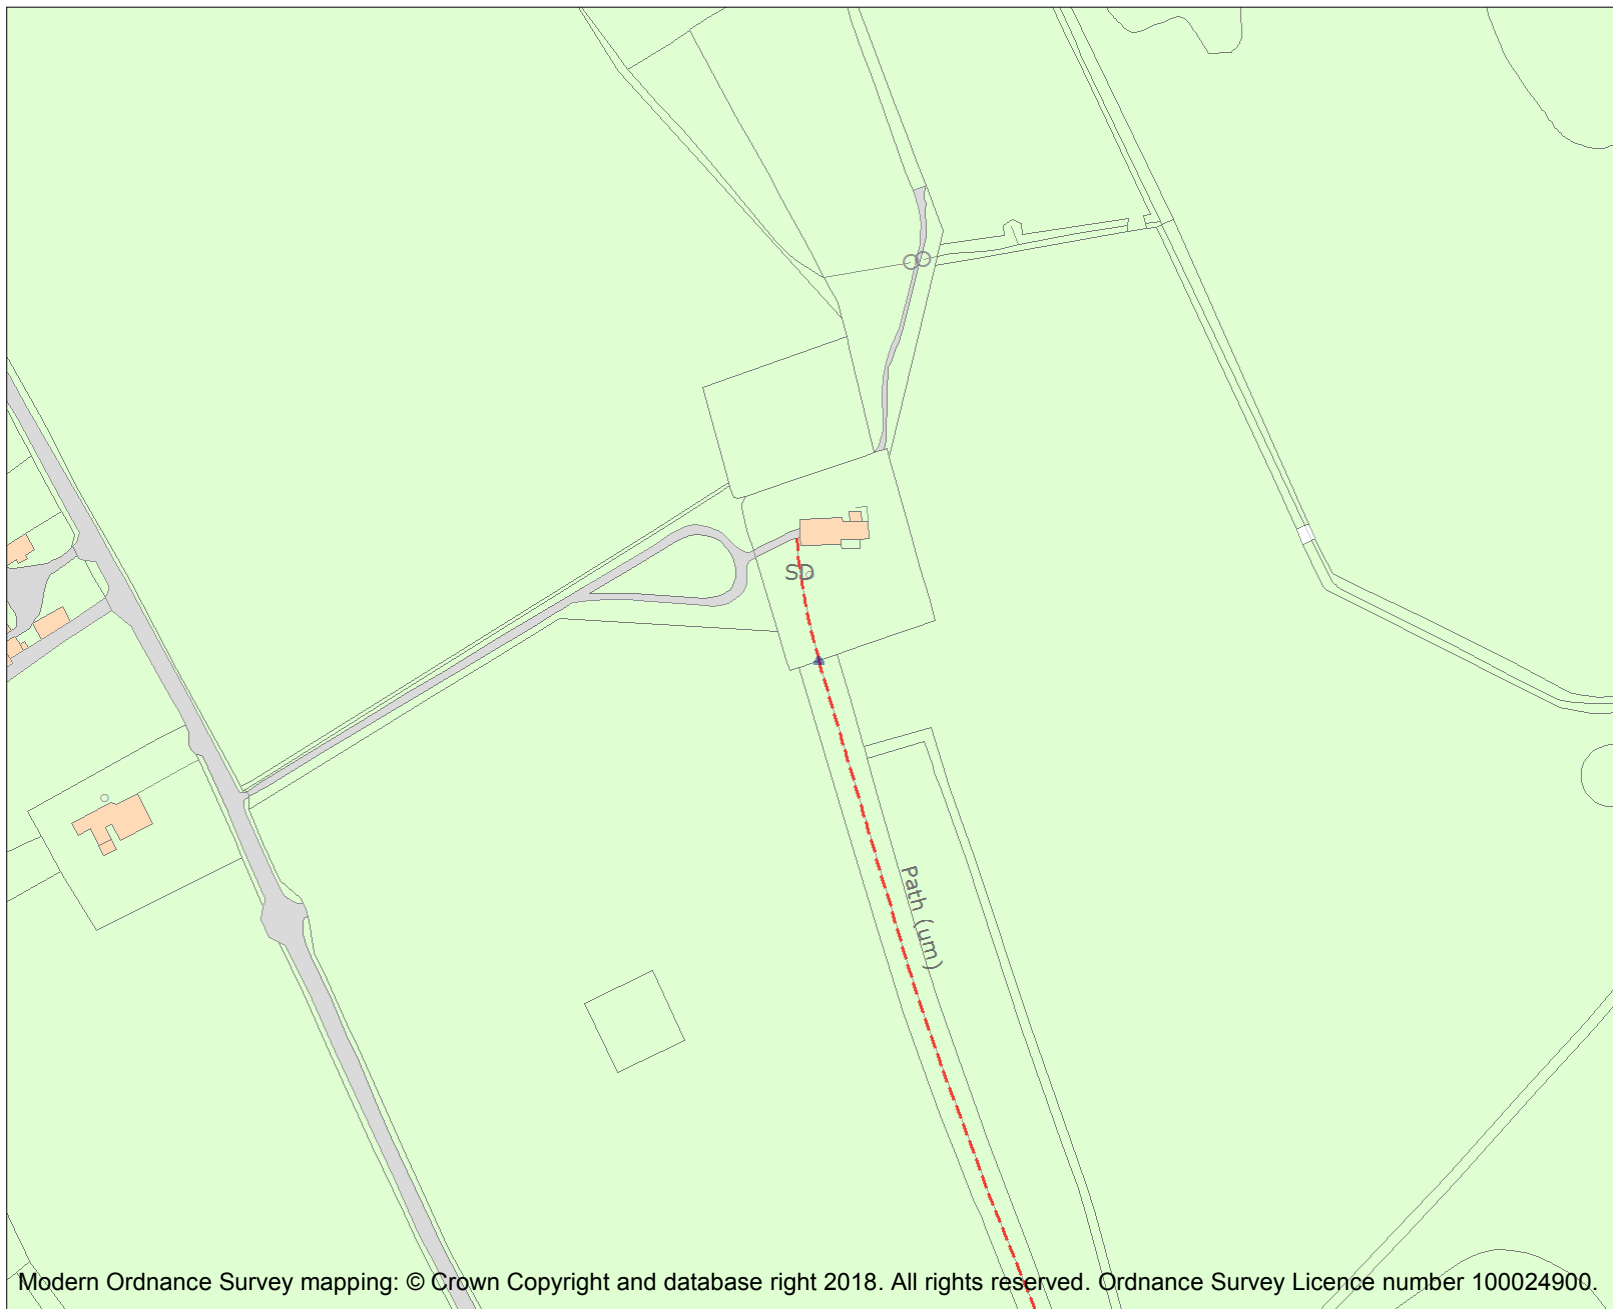 SD
Path (um)
Modern Ordnance Survey mapping: © Crown Copyright and database right 2018. All rights reserved. Ordnance Survey Licence number 100024900.